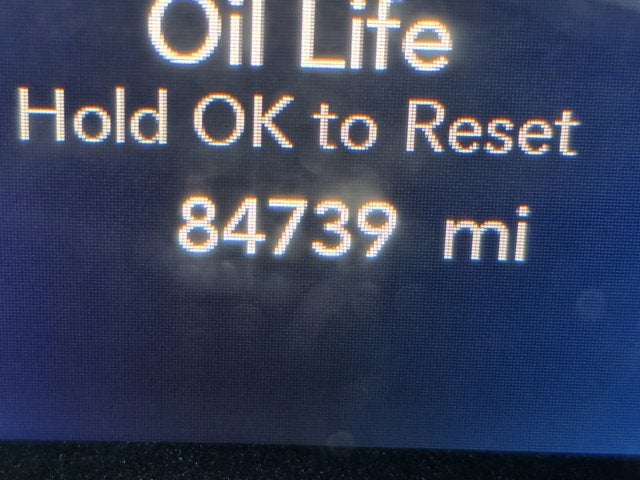 Oil Life
Hold OK to Reset
84739 mi